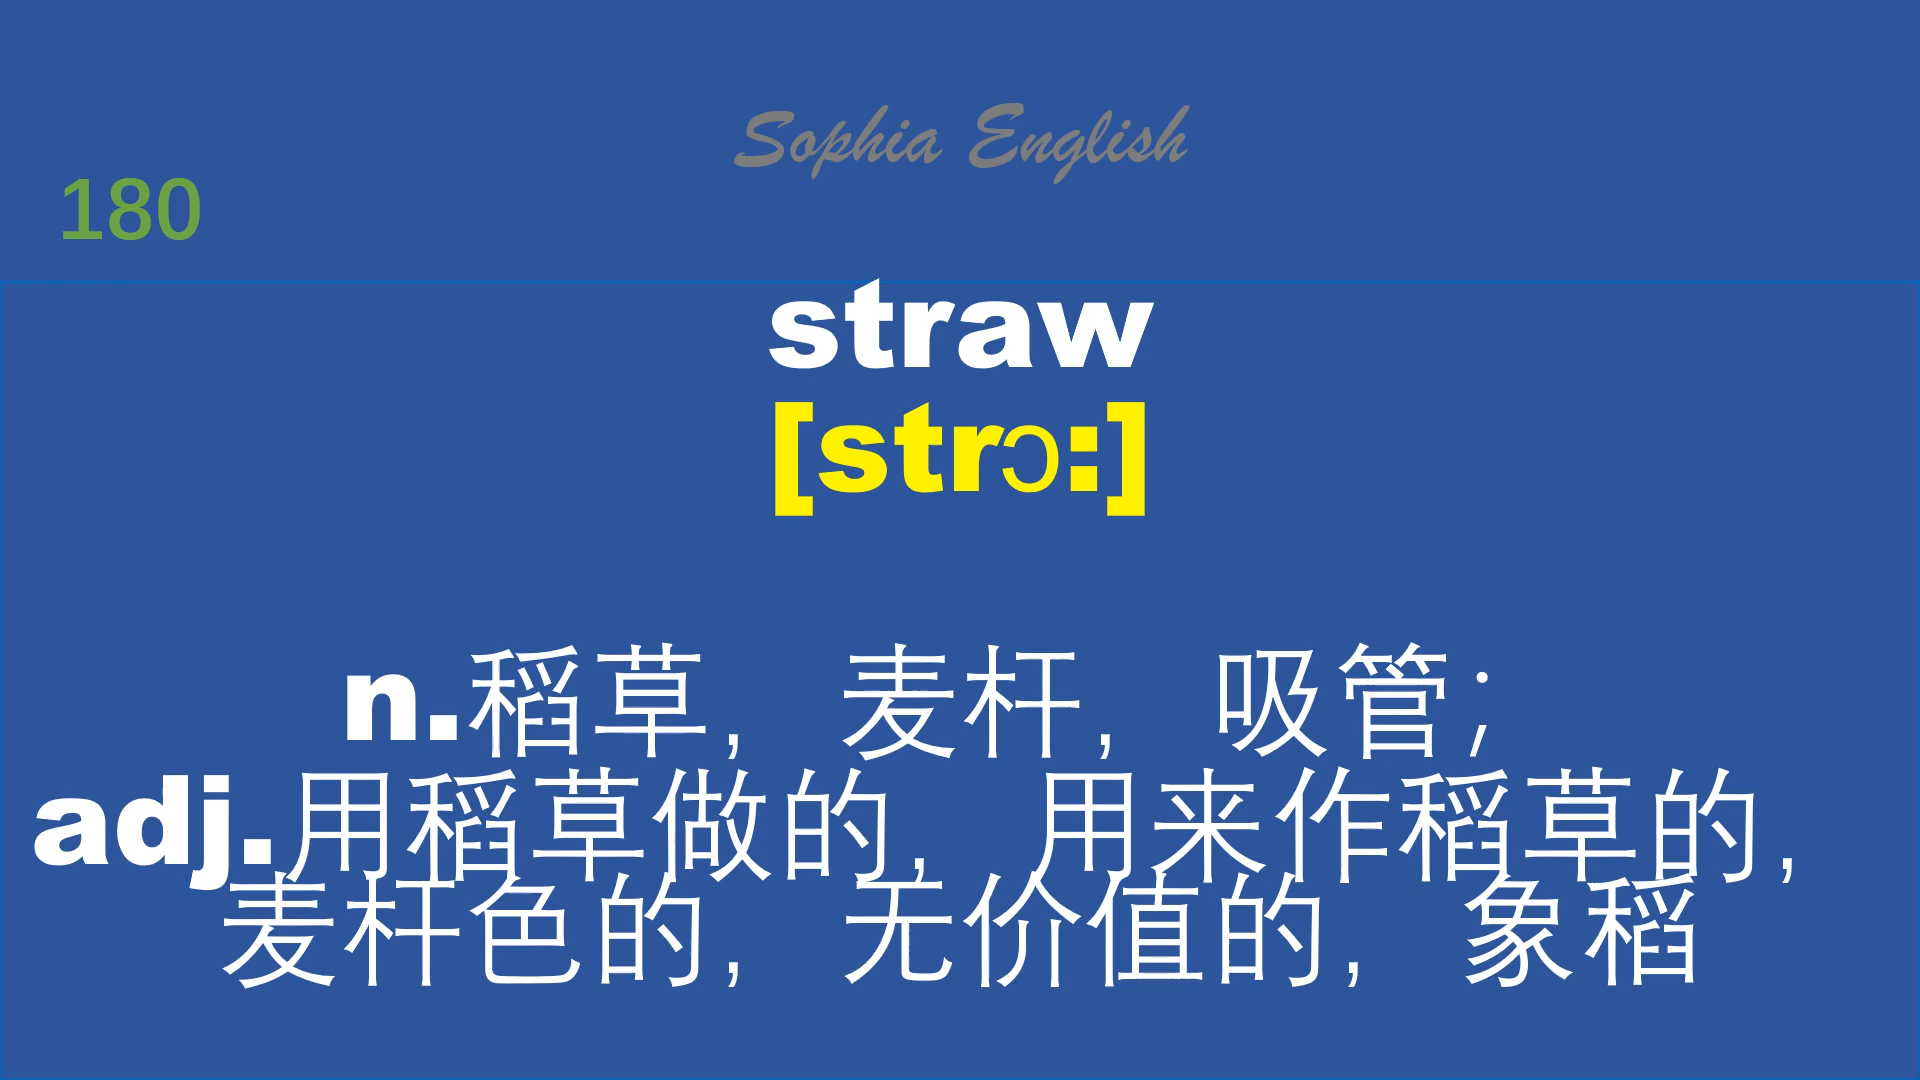 Sophia English
180
straw
[strɔ:]
n.稻草, 麦杆, 吸管;
adj.用稻草做的, 用来作稻草的,
麦杆色的, 无价值的, 象稻